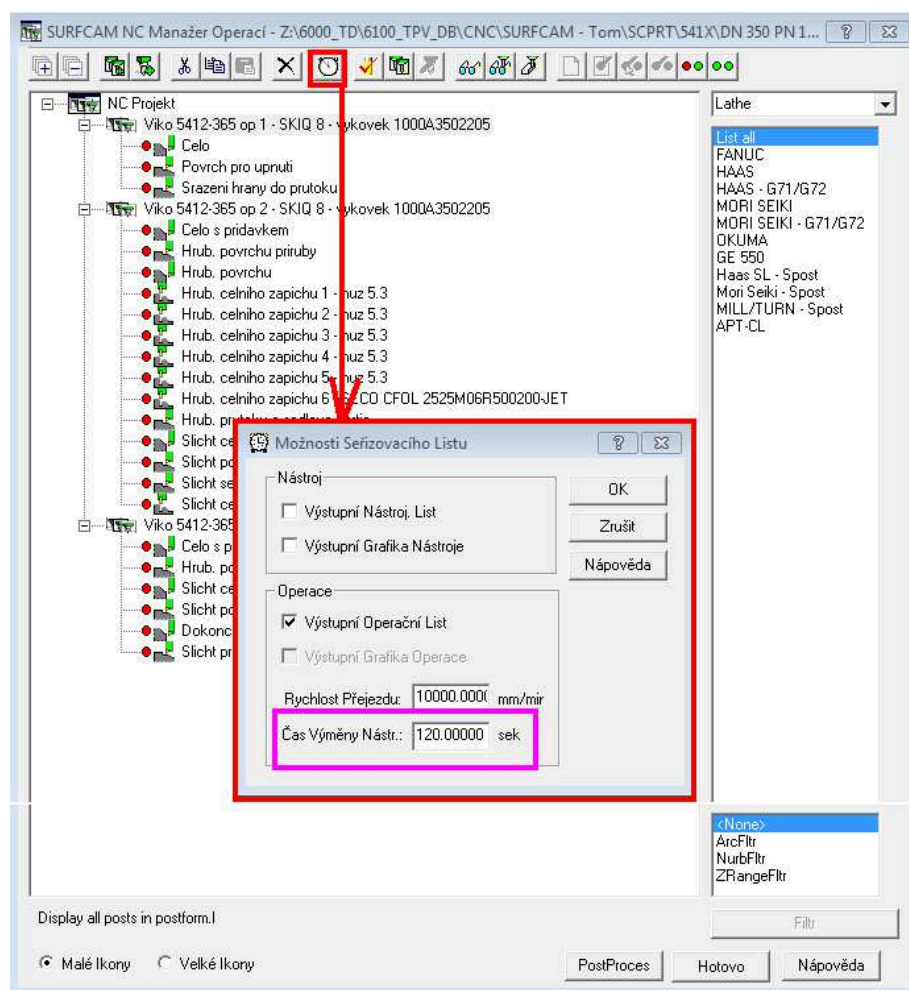 SURFCAM NC Manažer Operací - Z:\6000_TD\6100_TPV_DB\CNC\SURFCAM - Tom\SCPRT\541X\DN 350 PN 1...
NC Projekt
Viko 5412-365 op 1 - SKIQ 8 - vykovek 1000A3502205
Celo
Povrch pro upnuti
Srazeni hrany do prutoku
Viko 5412-365 op 2 - SKIQ 8 - vykovek 1000A3502205
Celo s pridavkem
Hrub. povrchu priruby
Hrub. povrchu
Hrub. celniho zapichu 1 - nuz 5.3
Hrub. celniho zapichu 2 - nuz 5.3
Hrub. celniho zapichu 3 - nuz 5.3
Hrub. celniho zapichu 4 - nuz 5.3
Hrub. celniho zapichu 5 - nuz 5.3
Hrub. celniho zapichu 6 SECO CFOL 2525M06R500200-JET
Hrub.
Slicht
Slicht
Slicht
Slicht
Viko 5412-365
Celo s
Hrub.
Slicht
Slicht
Slicht
Lathe
List all
FANUC
HAAS
HAAS - G71/G72
MORI SEIKI
MORI SEIKI - G71/G72
OKUMA
GE 550
Haas SL - Spost
Mori Seiki - Spost
MILL/TURN - Spost
APT-CL
Možnosti Seřizovacího Listu
Nástroj
Výstupní Nástroj. List
Výstupní Grafika Nástroje
OK
Zrušit
Nápověda
Operace
Výstupní Operační List
Výstupní Grafika Operace
Rychlost Přejezdu: 10000.000 mm/min
Čas Výměny Nástr.: 120.00000 sek
<None>
ArcFltr
NurbFltr
ZRangeFltr
Display all posts in postform.l
Filtr
Malé Ikony Velké Ikony PostProces Hotovo Nápověda